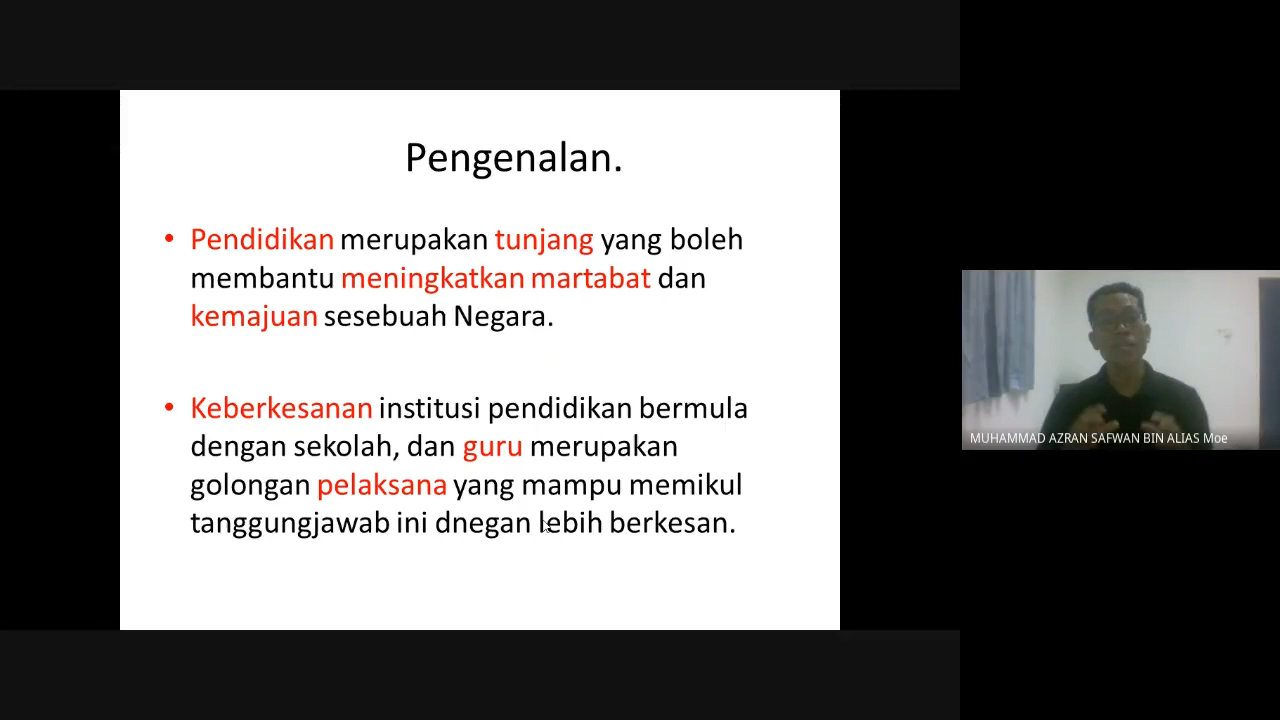 Pengenalan.
• Pendidikan merupakan tunjang yang boleh
membantu meningkatkan martabat dan
kemajuan sesebuah Negara.
• Keberkesanan institusi pendidikan bermula
dengan sekolah, dan guru merupakan
golongan pelaksana yang mampu memikul
tanggungjawab ini dnegan lebih berkesan.
MUHAMMAD AZRAN SAFWAN BIN ALIAS Moe